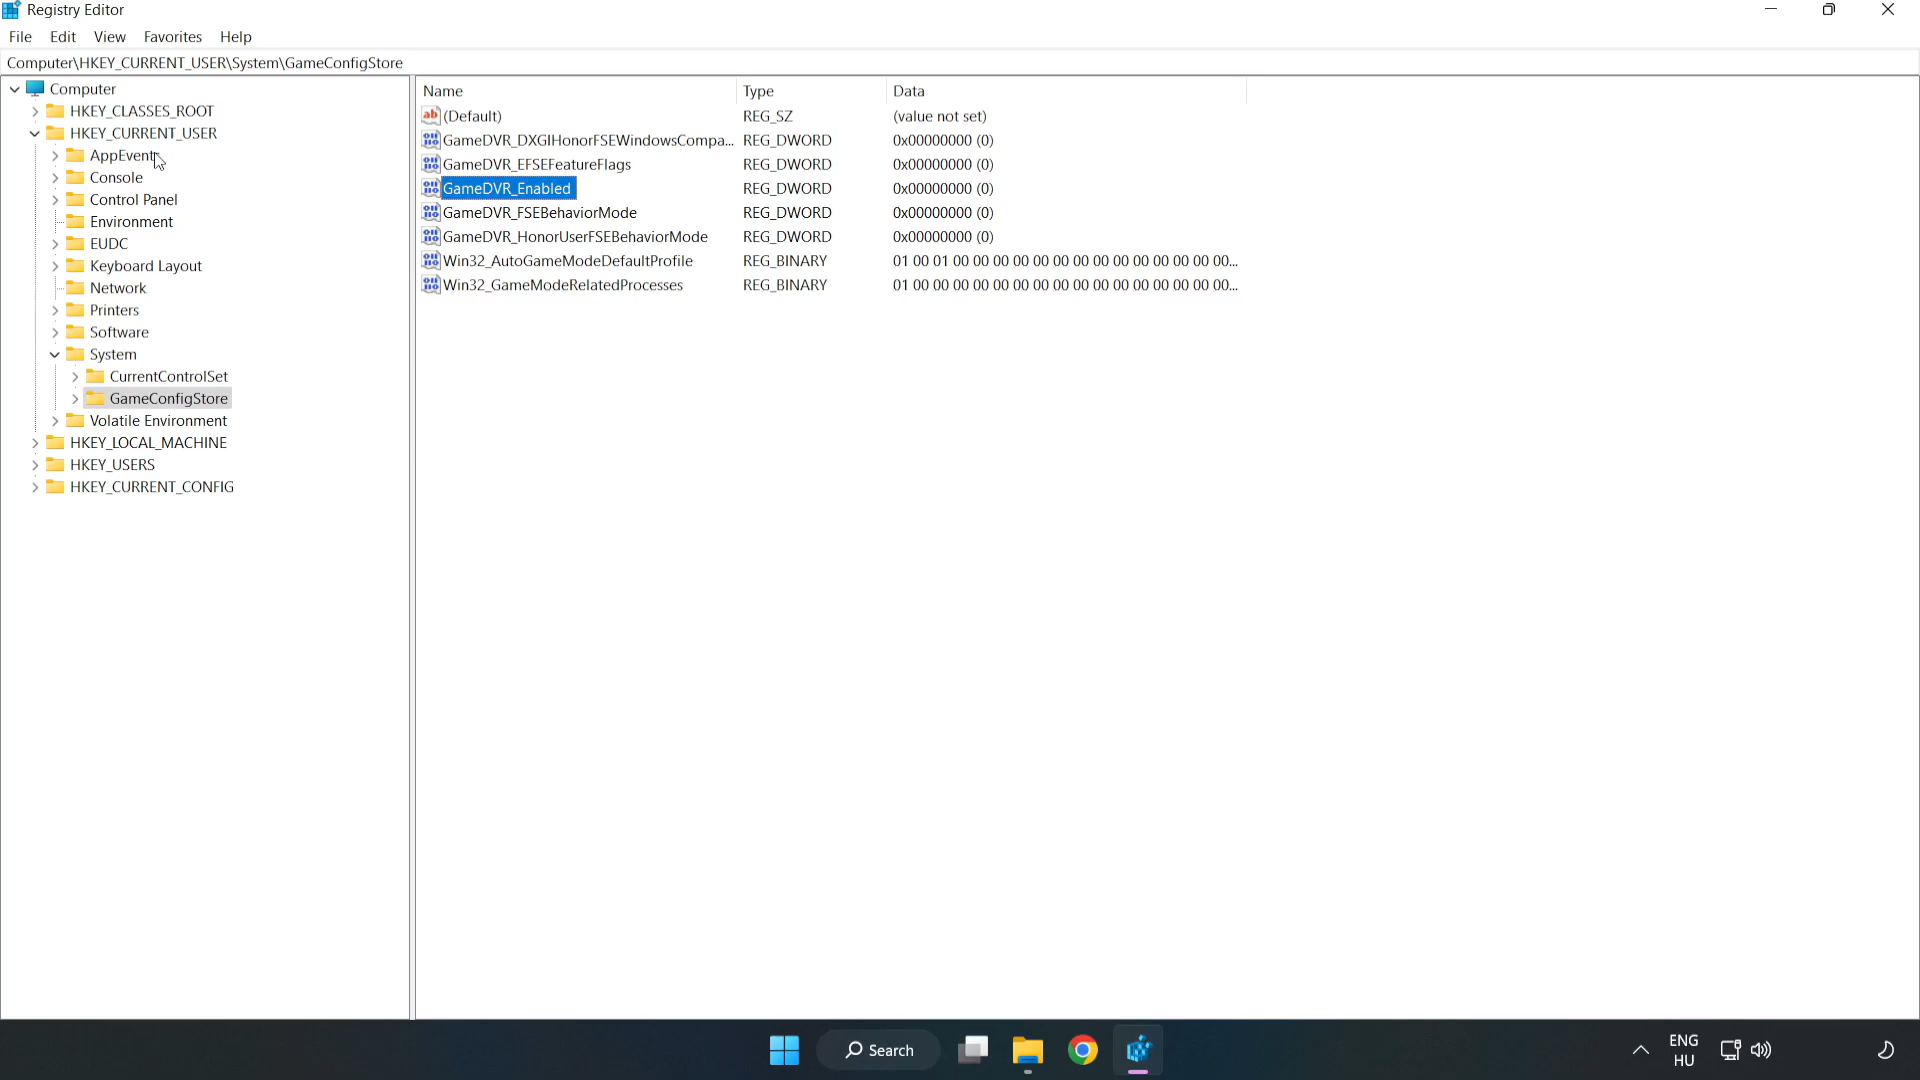 Registry Editor
File Edit View Favorites Help
Computer\HKEY_CURRENT_USER\System\GameConfigStore
Computer
HKEY_CLASSES_ROOT
HKEY_CURRENT_USER
AppEvents
Console
Control Panel
Environment
EUDC
Keyboard Layout
Network
Printers
Software
System
CurrentControlSet
GameConfigStore
Volatile Environment
HKEY_LOCAL_MACHINE
HKEY_USERS
HKEY_CURRENT_CONFIG
Name Type Data
(Default) REG_SZ (value not set)
GameDVR_DXGIHonorFSEWindowsCompa... REG_DWORD 0x00000000 (0)
GameDVR_EFSEFeatureFlags REG_DWORD 0x00000000 (0)
GameDVR_Enabled REG_DWORD 0x00000000 (0)
GameDVR_FSEBehaviorMode REG_DWORD 0x00000000 (0)
GameDVR_HonorUserFSEBehaviorMode REG_DWORD 0x00000000 (0)
Win32_AutoGameModeDefaultProfile REG_BINARY 01 00 01 00 00 00 00 00 00 00 00 00 00 00 00 00 00...
Win32_GameModeRelatedProcesses REG_BINARY 01 00 00 00 00 00 00 00 00 00 00 00 00 00 00 00 00...
Search
ENG
HU